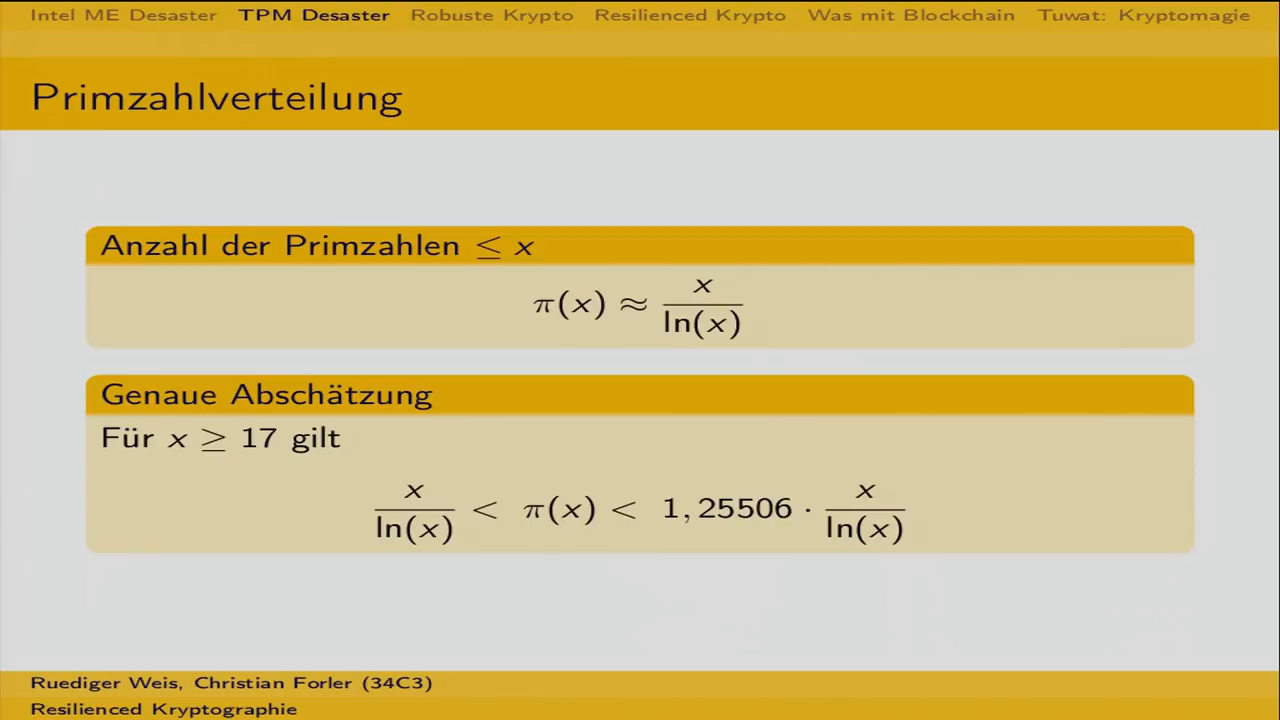 Intel ME Desaster TPM Desaster Robuste Krypto Resilienced Krypto Was mit Blockchain Tuwat: Kryptomagie
Primzahlverteilung
Anzahl der Primzahlen ≤ x
π(x) ≈ x / ln(x)
Genaue Abschätzung
Für x ≥ 17 gilt
x / ln(x) < π(x) < 1,25506 · x / ln(x)
Ruediger Weis, Christian Forler (34C3)
Resilienced Kryptographie